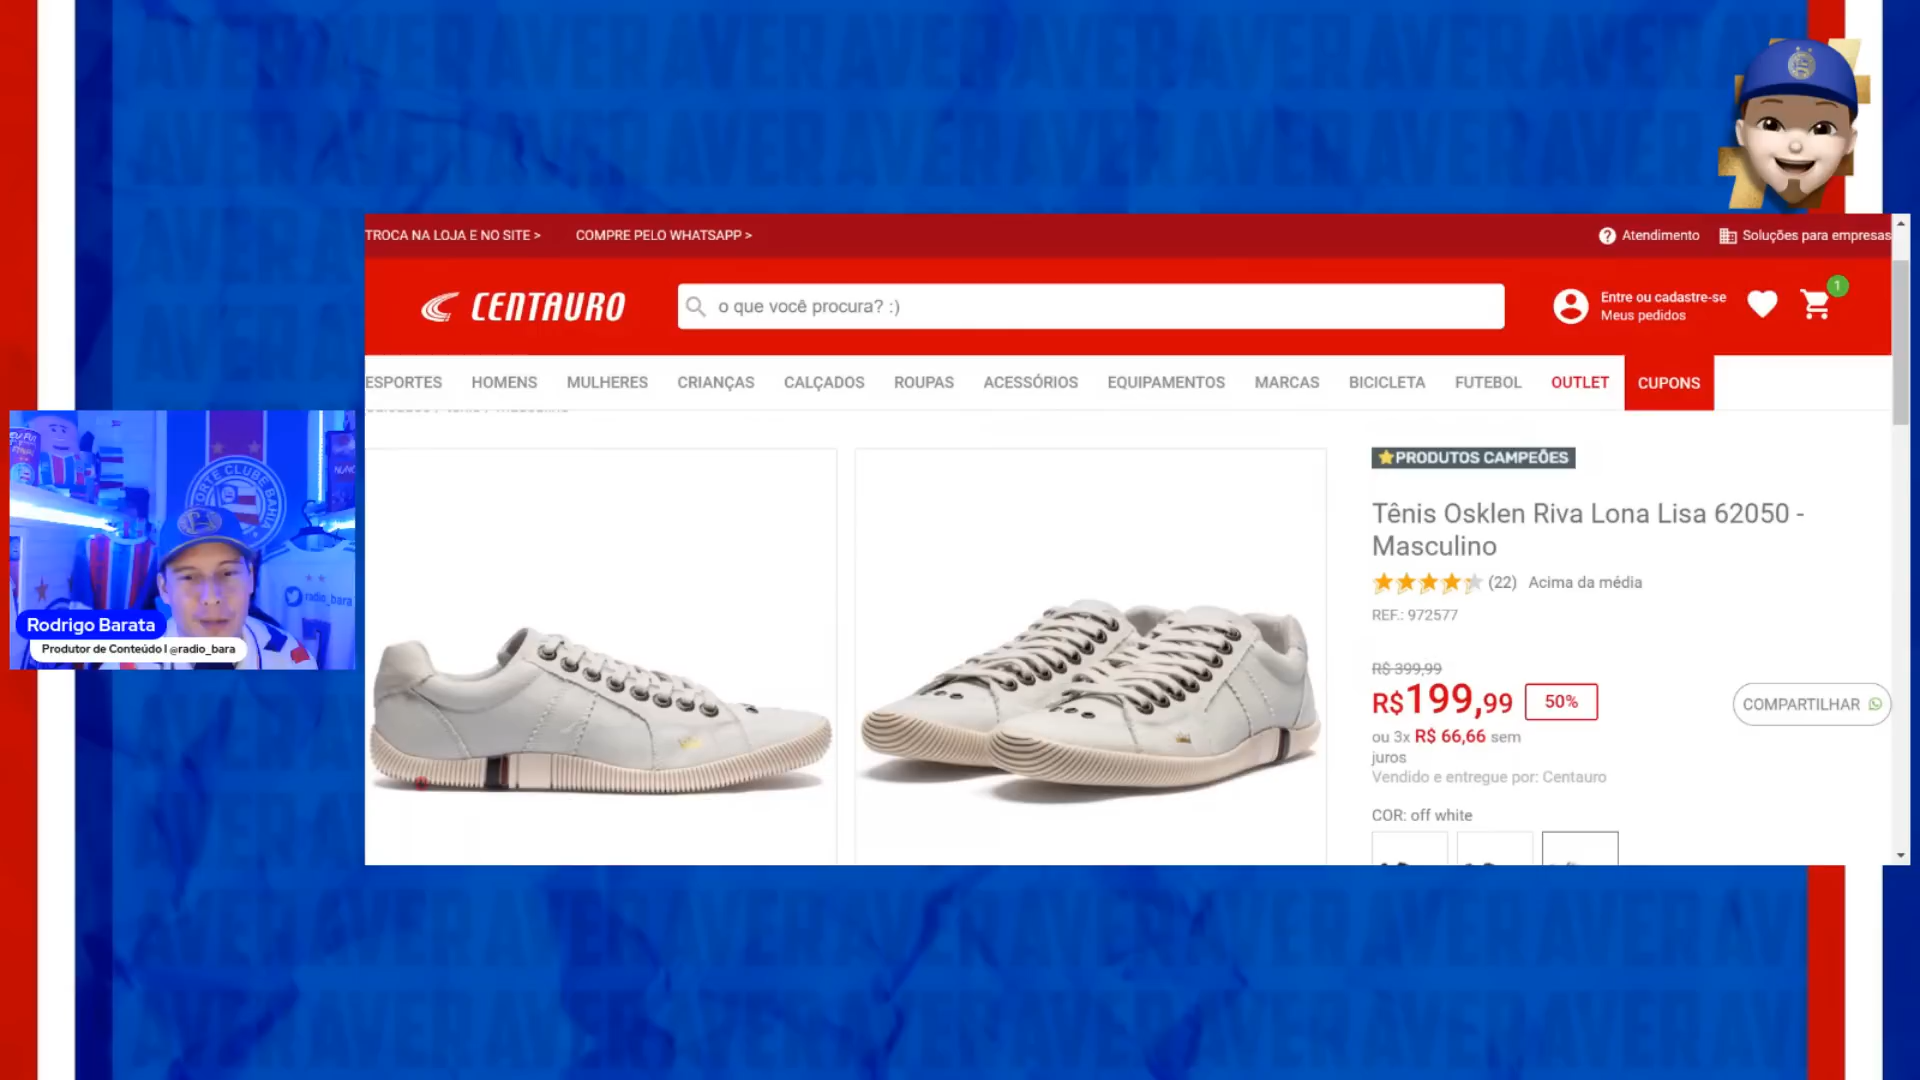 TROCA NA LOJA E NO SITE >
COMPRE PELO WHATSAPP >
Atendimento
Soluções para empresas
CENTAURO
o que você procura? :)
Entre ou cadastre-se
Meus pedidos
1
ESPORTES HOMENS MULHERES CRIANÇAS CALÇADOS ROUPAS ACESSÓRIOS EQUIPAMENTOS MARCAS BICICLETA FUTEBOL OUTLET CUPONS
PRODUTOS CAMPEÕES
Tênis Osklen Riva Lona Lisa 62050 -
Masculino
(22) Acima da média
REF.: 972577
R$ 399,99
R$199,99 50%
COMPARTILHAR
ou 3x R$ 66,66 sem
juros
Vendido e entregue por: Centauro
COR: off white
radio_bara
Rodrigo Barata
Produtor de Conteúdo | @radio_bara